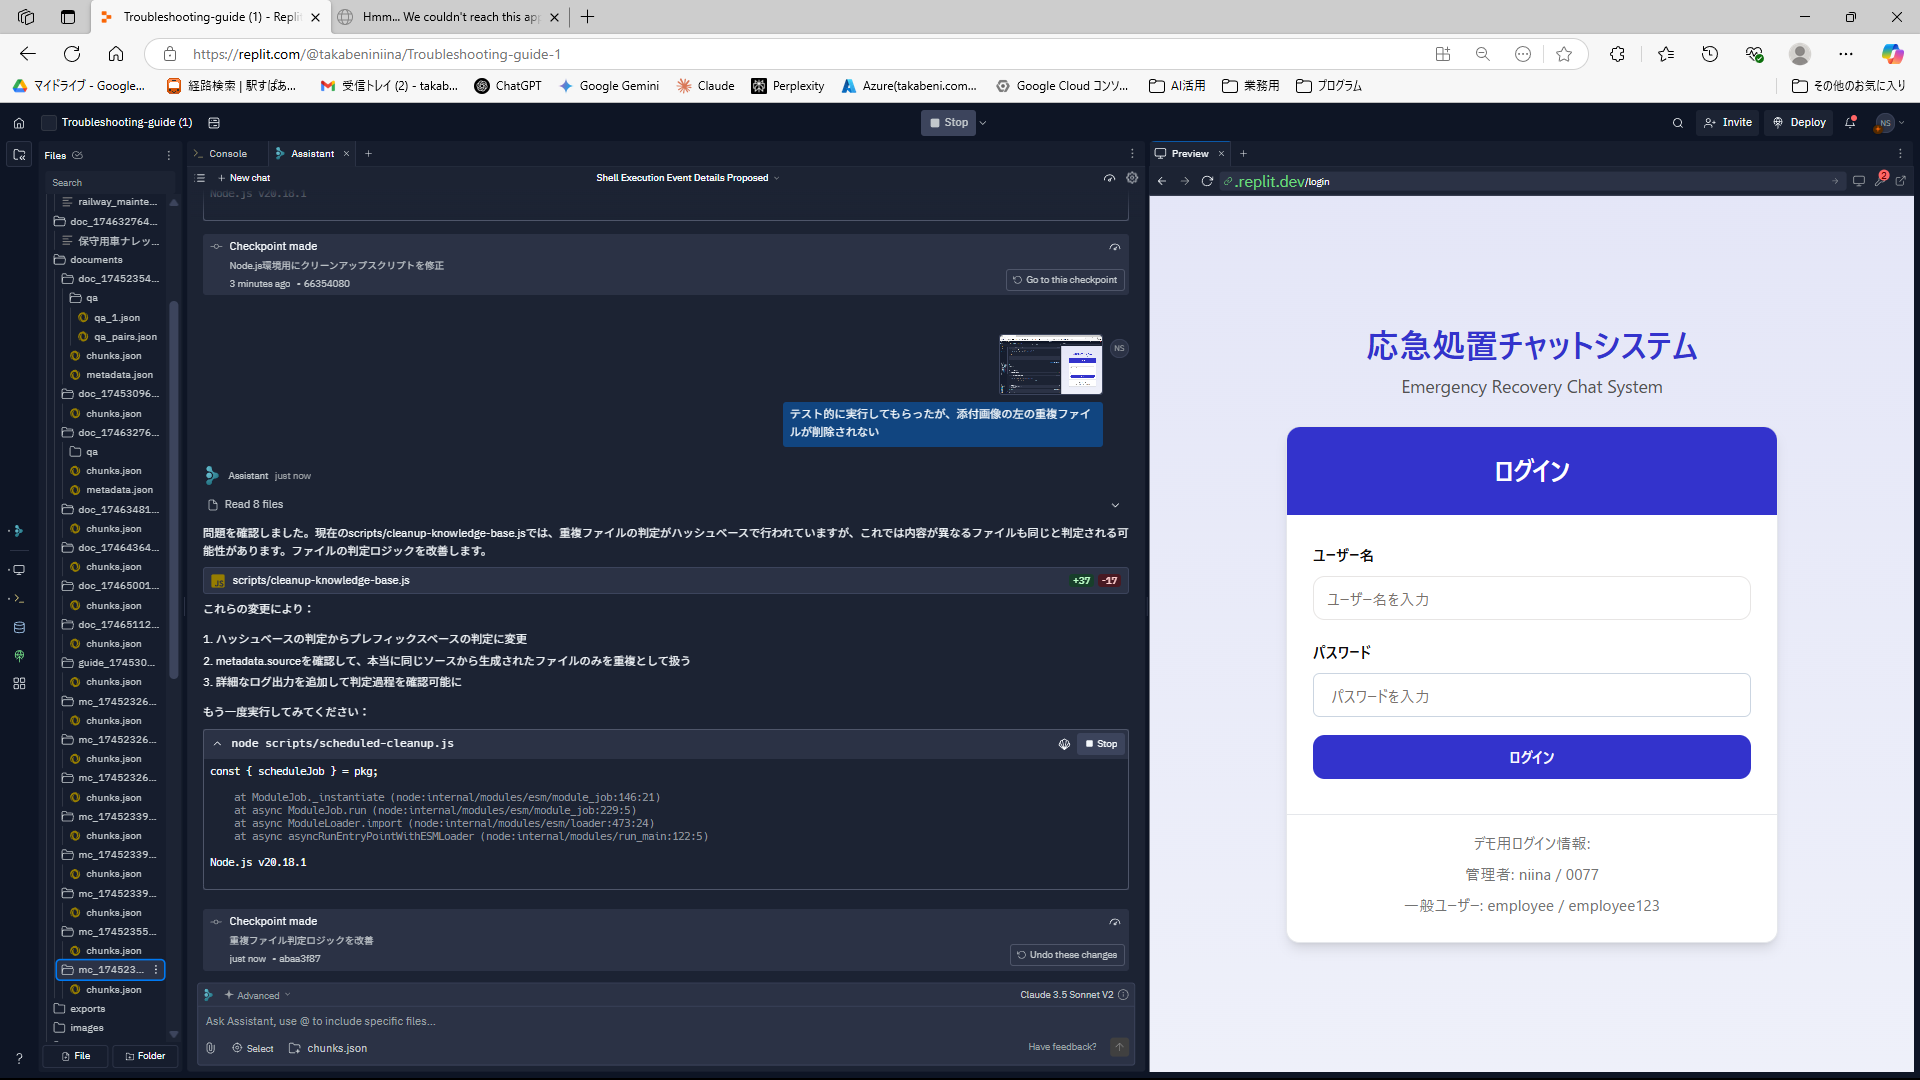 Troubleshooting-guide (1) - Repli
Hmm... We couldn't reach this app
https://replit.com/@takabeniniina/Troubleshooting-guide-1
マイドライブ - Google...
経路検索 | 駅すぱあ...
受信トレイ (2) - takab...
ChatGPT
Google Gemini
Claude
Perplexity
Azure(takabeni.com...
Google Cloud コンソ...
AI活用
業務用
プログラム
その他のお気に入り
Troubleshooting-guide (1)
Stop
Invite
Deploy
NS
Files
Search
railway_mainte...
doc_174632764...
保守用車ナレッ...
documents
doc_17452354...
qa
qa_1.json
qa_pairs.json
chunks.json
metadata.json
doc_17453096...
chunks.json
doc_17463276...
qa
chunks.json
metadata.json
doc_17463481...
chunks.json
doc_17464364...
chunks.json
doc_17465001...
chunks.json
doc_17465112...
chunks.json
guide_174530...
chunks.json
mc_17452326...
chunks.json
mc_17452326...
chunks.json
mc_17452326...
chunks.json
mc_17452339...
chunks.json
mc_17452339...
chunks.json
mc_17452339...
chunks.json
mc_17452355...
chunks.json
mc_174523...
chunks.json
exports
images
File
Folder
Console
Assistant
New chat
Shell Execution Event Details Proposed
Node.js v20.18.1
Checkpoint made
Node.js環境用にクリーンアップスクリプトを修正
3 minutes ago • 66354080
Go to this checkpoint
NS
テスト的に実行してもらったが、添付画像の左の重複ファイ
ルが削除されない
Assistant just now
Read 8 files
問題を確認しました。現在のscripts/cleanup-knowledge-base.jsでは、重複ファイルの判定がハッシュベースで行われていますが、これでは内容が異なるファイルも同じと判定される可
能性があります。ファイルの判定ロジックを改善します。
JS scripts/cleanup-knowledge-base.js
+37 -17
これらの変更により：
1. ハッシュベースの判定からプレフィックスベースの判定に変更
2. metadata.sourceを確認して、本当に同じソースから生成されたファイルのみを重複として扱う
3. 詳細なログ出力を追加して判定過程を確認可能に
もう一度実行してみてください：
node scripts/scheduled-cleanup.js
Stop
const { scheduleJob } = pkg;
at ModuleJob._instantiate (node:internal/modules/esm/module_job:146:21)
at async ModuleJob.run (node:internal/modules/esm/module_job:229:5)
at async ModuleLoader.import (node:internal/modules/esm/loader:473:24)
at async asyncRunEntryPointWithESMLoader (node:internal/modules/run_main:122:5)
Node.js v20.18.1
Checkpoint made
重複ファイル判定ロジックを改善
just now • abaa3f87
Undo these changes
Advanced
Claude 3.5 Sonnet V2
Ask Assistant, use @ to include specific files...
Select
chunks.json
Have feedback?
Preview
.replit.dev/login
2
応急処置チャットシステム
Emergency Recovery Chat System
ログイン
ユーザー名
ユーザー名を入力
パスワード
パスワードを入力
ログイン
デモ用ログイン情報:
管理者: niina / 0077
一般ユーザー: employee / employee123